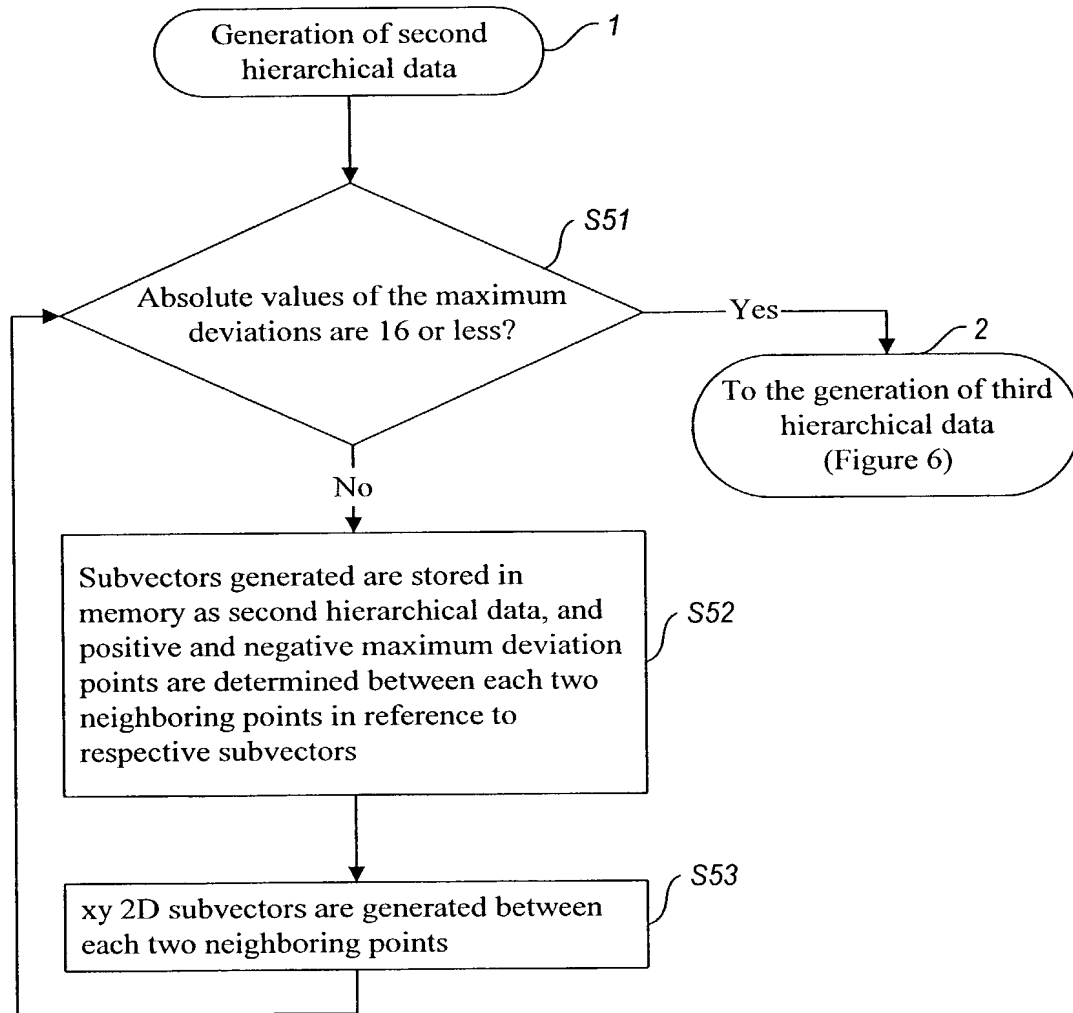 Generation of second
hierarchical data
1
S51
Absolute values of the maximum
deviations are 16 or less?
Yes
2
To the generation of third
hierarchical data
(Figure 6)
No
Subvectors generated are stored in
memory as second hierarchical data, and
positive and negative maximum deviation
points are determined between each two
neighboring points in reference to
respective subvectors
S52
S53
xy 2D subvectors are generated between
each two neighboring points